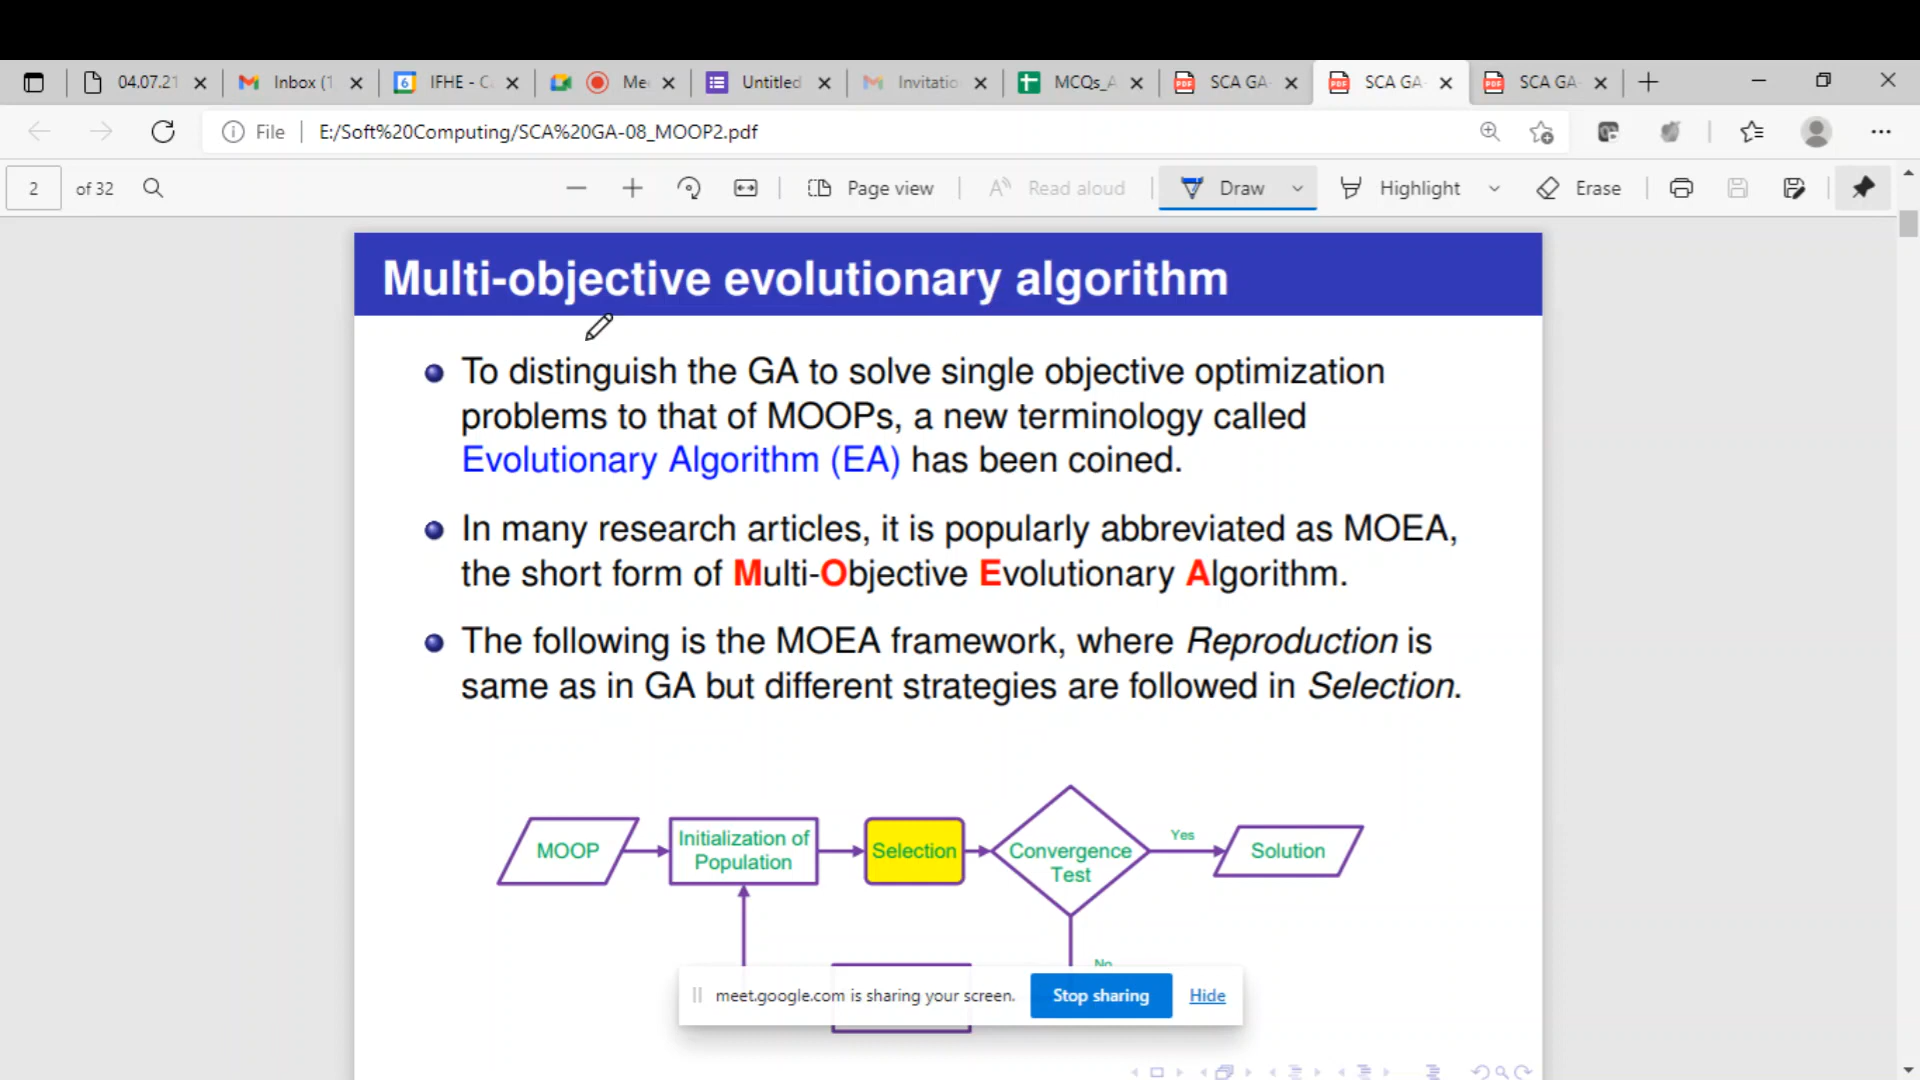 04.07.21
Inbox (1
IFHE - C
Me
Untitled
Invitatio
MCQs_A
SCA GA-
SCA GA-
SCA GA-
File
E:/Soft%20Computing/SCA%20GA-08_MOOP2.pdf
2 of 32
Page view
Read aloud
Draw
Highlight
Erase
Multi-objective evolutionary algorithm
To distinguish the GA to solve single objective optimization
problems to that of MOOPs, a new terminology called
Evolutionary Algorithm (EA) has been coined.
In many research articles, it is popularly abbreviated as MOEA,
the short form of Multi-Objective Evolutionary Algorithm.
The following is the MOEA framework, where Reproduction is
same as in GA but different strategies are followed in Selection.
MOOP
Initialization of
Population
Selection
Convergence
Test
Yes
Solution
No
meet.google.com is sharing your screen.
Stop sharing
Hide